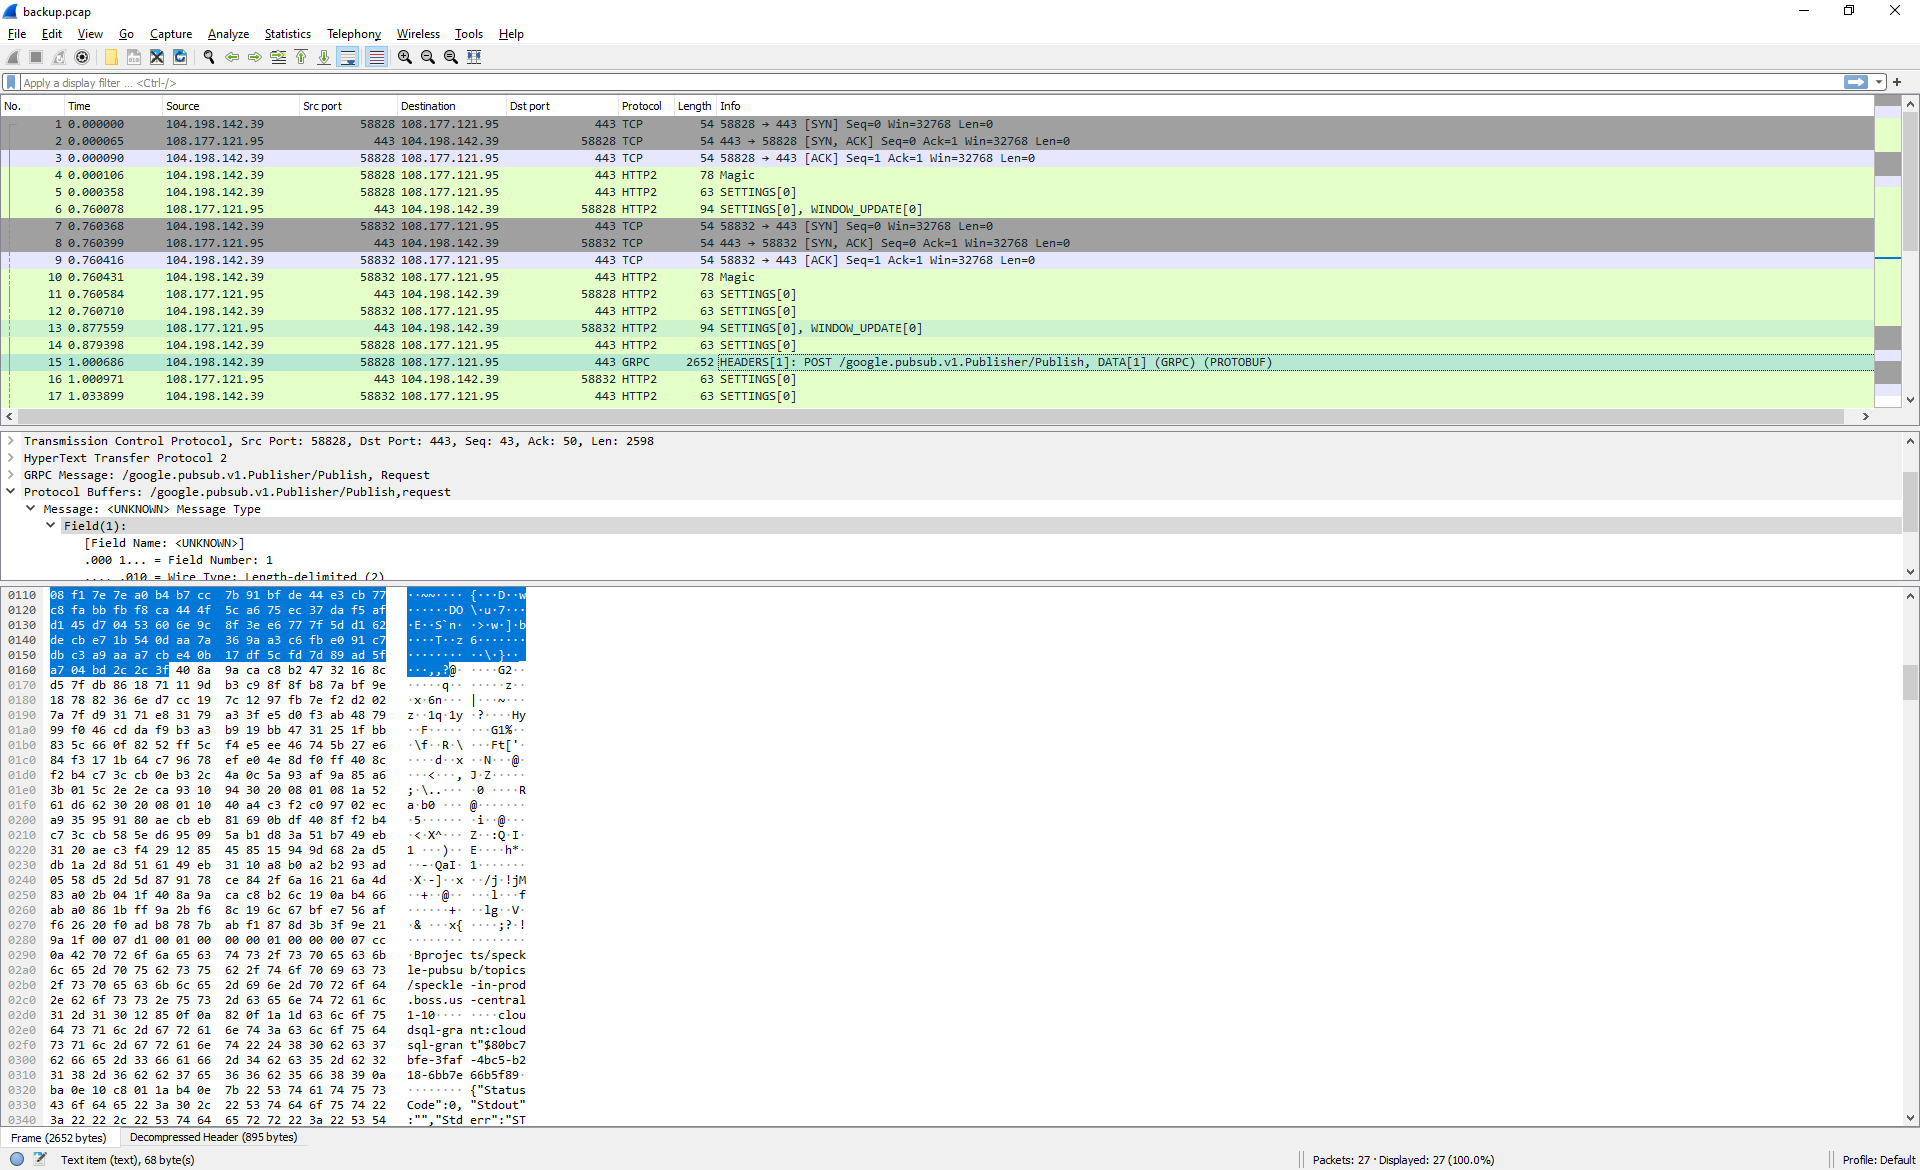 backup.pcap
File Edit View Go Capture Analyze Statistics Telephony Wireless Tools Help
Apply a display filter ... <Ctrl-/>
No. Time Source Src port Destination Dst port Protocol Length Info
1 0.000000 104.198.142.39 58828 108.177.121.95 443 TCP 54 58828 → 443 [SYN] Seq=0 Win=32768 Len=0
2 0.000065 108.177.121.95 443 104.198.142.39 58828 TCP 54 443 → 58828 [SYN, ACK] Seq=0 Ack=1 Win=32768 Len=0
3 0.000090 104.198.142.39 58828 108.177.121.95 443 TCP 54 58828 → 443 [ACK] Seq=1 Ack=1 Win=32768 Len=0
4 0.000106 104.198.142.39 58828 108.177.121.95 443 HTTP2 78 Magic
5 0.000358 104.198.142.39 58828 108.177.121.95 443 HTTP2 63 SETTINGS[0]
6 0.760078 108.177.121.95 443 104.198.142.39 58828 HTTP2 94 SETTINGS[0], WINDOW_UPDATE[0]
7 0.760368 104.198.142.39 58832 108.177.121.95 443 TCP 54 58832 → 443 [SYN] Seq=0 Win=32768 Len=0
8 0.760399 108.177.121.95 443 104.198.142.39 58832 TCP 54 443 → 58832 [SYN, ACK] Seq=0 Ack=1 Win=32768 Len=0
9 0.760416 104.198.142.39 58832 108.177.121.95 443 TCP 54 58832 → 443 [ACK] Seq=1 Ack=1 Win=32768 Len=0
10 0.760431 104.198.142.39 58832 108.177.121.95 443 HTTP2 78 Magic
11 0.760584 108.177.121.95 443 104.198.142.39 58828 HTTP2 63 SETTINGS[0]
12 0.760710 104.198.142.39 58832 108.177.121.95 443 HTTP2 63 SETTINGS[0]
13 0.877559 108.177.121.95 443 104.198.142.39 58832 HTTP2 94 SETTINGS[0], WINDOW_UPDATE[0]
14 0.879398 104.198.142.39 58828 108.177.121.95 443 HTTP2 63 SETTINGS[0]
15 1.000686 104.198.142.39 58828 108.177.121.95 443 GRPC 2652 HEADERS[1]: POST /google.pubsub.v1.Publisher/Publish, DATA[1] (GRPC) (PROTOBUF)
16 1.000971 108.177.121.95 443 104.198.142.39 58832 HTTP2 63 SETTINGS[0]
17 1.033899 104.198.142.39 58832 108.177.121.95 443 HTTP2 63 SETTINGS[0]
Transmission Control Protocol, Src Port: 58828, Dst Port: 443, Seq: 43, Ack: 50, Len: 2598
HyperText Transfer Protocol 2
GRPC Message: /google.pubsub.v1.Publisher/Publish, Request
Protocol Buffers: /google.pubsub.v1.Publisher/Publish,request
Message: <UNKNOWN> Message Type
Field(1):
[Field Name: <UNKNOWN>]
.000 1... = Field Number: 1
.... .010 = Wire Type: Length-delimited (2)
0110 08 f1 7e 7e a0 b4 b7 cc 7b 91 bf de 44 e3 cb 77 ··~~···· {···D··w
0120 c8 fa bb fb f8 ca 44 4f 5c a6 75 ec 37 da f5 af ······DO \·u·7···
0130 d1 45 d7 04 53 60 6e 9c 8f 3e e6 77 7f 5d d1 62 ·E··S`n· ·>·w·]·b
0140 de cb e7 1b 54 0d aa 7a 36 9a a3 c6 fb e0 91 c7 ····T··z 6·······
0150 db c3 a9 aa a7 cb e4 0b 17 df 5c fd 7d 89 ad 5f ········ ··\·}··_
0160 a7 04 bd 2c 2c 3f 40 8a 9a ca c8 b2 47 32 16 8c ···,,?@· ····G2··
0170 d5 7f db 86 18 71 11 9d b3 c9 8f 8f b8 7a bf 9e ·····q·· ·····z··
0180 18 78 82 36 6e d7 cc 19 7c 12 97 fb 7e f2 d2 02 ·x·6n··· |···~···
0190 7a 7f d9 31 71 e8 31 79 a3 3f e5 d0 f3 ab 48 79 z··1q·1y ·?····Hy
01a0 99 f0 46 cd da f9 b3 a3 b9 19 bb 47 31 25 1f bb ··F····· ···G1%··
01b0 83 5c 66 0f 82 52 ff 5c f4 e5 ee 46 74 5b 27 e6 ·\f··R·\ ···Ft['·
01c0 84 f3 17 1b 64 c7 96 78 ef e0 4e 8d f0 ff 40 8c ····d··x ··N···@·
01d0 f2 b4 c7 3c cb 0e b3 2c 4a 0c 5a 93 af 9a 85 a6 ···<···, J·Z·····
01e0 3b 01 5c 2e 2e ca 93 10 94 30 20 08 01 08 1a 52 ;·\..··· ·0 ····R
01f0 61 d6 62 30 20 08 01 10 40 a4 c3 f2 c0 97 02 ec a·b0 ··· @·······
0200 a9 35 95 91 80 ae cb eb 81 69 0b df 40 8f f2 b4 ·5······ ·i··@···
0210 c7 3c cb 58 5e d6 95 09 5a b1 d8 3a 51 b7 49 eb ·<·X^··· Z··:Q·I·
0220 31 20 ae c3 f4 29 12 85 45 85 15 94 9d 68 2a d5 1 ···)·· E····h*·
0230 db 1a 2d 8d 51 61 49 eb 31 10 a8 b0 a2 b2 93 ad ··-·QaI· 1·······
0240 05 58 d5 2d 5d 87 91 78 ce 84 2f 6a 16 21 6a 4d ·X·-]··x ··/j·!jM
0250 83 a0 2b 04 1f 40 8a 9a ca c8 b2 6c 19 0a b4 66 ··+··@·· ···l···f
0260 ab a0 86 1b ff 9a 2b f6 8c 19 6c 67 bf e7 56 af ······+· ··lg··V·
0270 f6 26 20 f0 ad b8 78 7b ab f1 87 8d 3b 3f 9e 21 ·& ···x{ ····;?·!
0280 9a 1f 00 07 d1 00 01 00 00 00 01 00 00 00 07 cc ········ ········
0290 0a 42 70 72 6f 6a 65 63 74 73 2f 73 70 65 63 6b ·Bprojec ts/speck
02a0 6c 65 2d 70 75 62 73 75 62 2f 74 6f 70 69 63 73 le-pubsu b/topics
02b0 2f 73 70 65 63 6b 6c 65 2d 69 6e 2d 70 72 6f 64 /speckle -in-prod
02c0 2e 62 6f 73 73 2e 75 73 2d 63 65 6e 74 72 61 6c .boss.us -central
02d0 31 2d 31 30 12 85 0f 0a 82 0f 1a 1d 63 6c 6f 75 1-10···· ····clou
02e0 64 73 71 6c 2d 67 72 61 6e 74 3a 63 6c 6f 75 64 dsql-gra nt:cloud
02f0 73 71 6c 2d 67 72 61 6e 74 22 24 38 30 62 63 37 sql-gran t"$80bc7
0300 62 66 65 2d 33 66 61 66 2d 34 62 63 35 2d 62 32 bfe-3faf -4bc5-b2
0310 31 38 2d 36 62 62 37 65 36 36 62 35 66 38 39 0a 18-6bb7e 66b5f89·
0320 ba 0e 10 c8 01 1a b4 0e 7b 22 53 74 61 74 75 73 ········ {"Status
0330 43 6f 64 65 22 3a 30 2c 22 53 74 64 6f 75 74 22 Code":0, "Stdout"
0340 3a 22 22 2c 22 53 74 64 65 72 72 22 3a 22 53 54 :"","Std err":"ST
Frame (2652 bytes) Decompressed Header (895 bytes)
Text item (text), 68 byte(s) Packets: 27 · Displayed: 27 (100.0%) Profile: Default